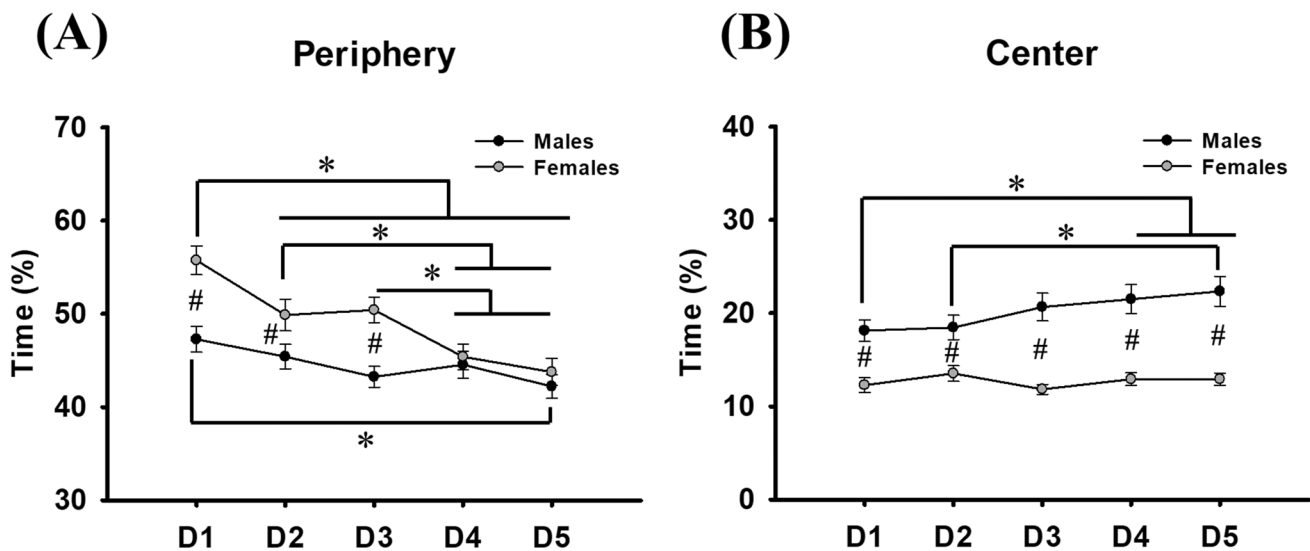 (A)
Periphery
Time (%)
70
60
50
40
30
Males
Females
*
*
*
#
#
#
*
D1 D2 D3 D4 D5
(B)
Center
Time (%)
40
30
20
10
0
Males
Females
*
*
#
#
#
#
#
D1 D2 D3 D4 D5